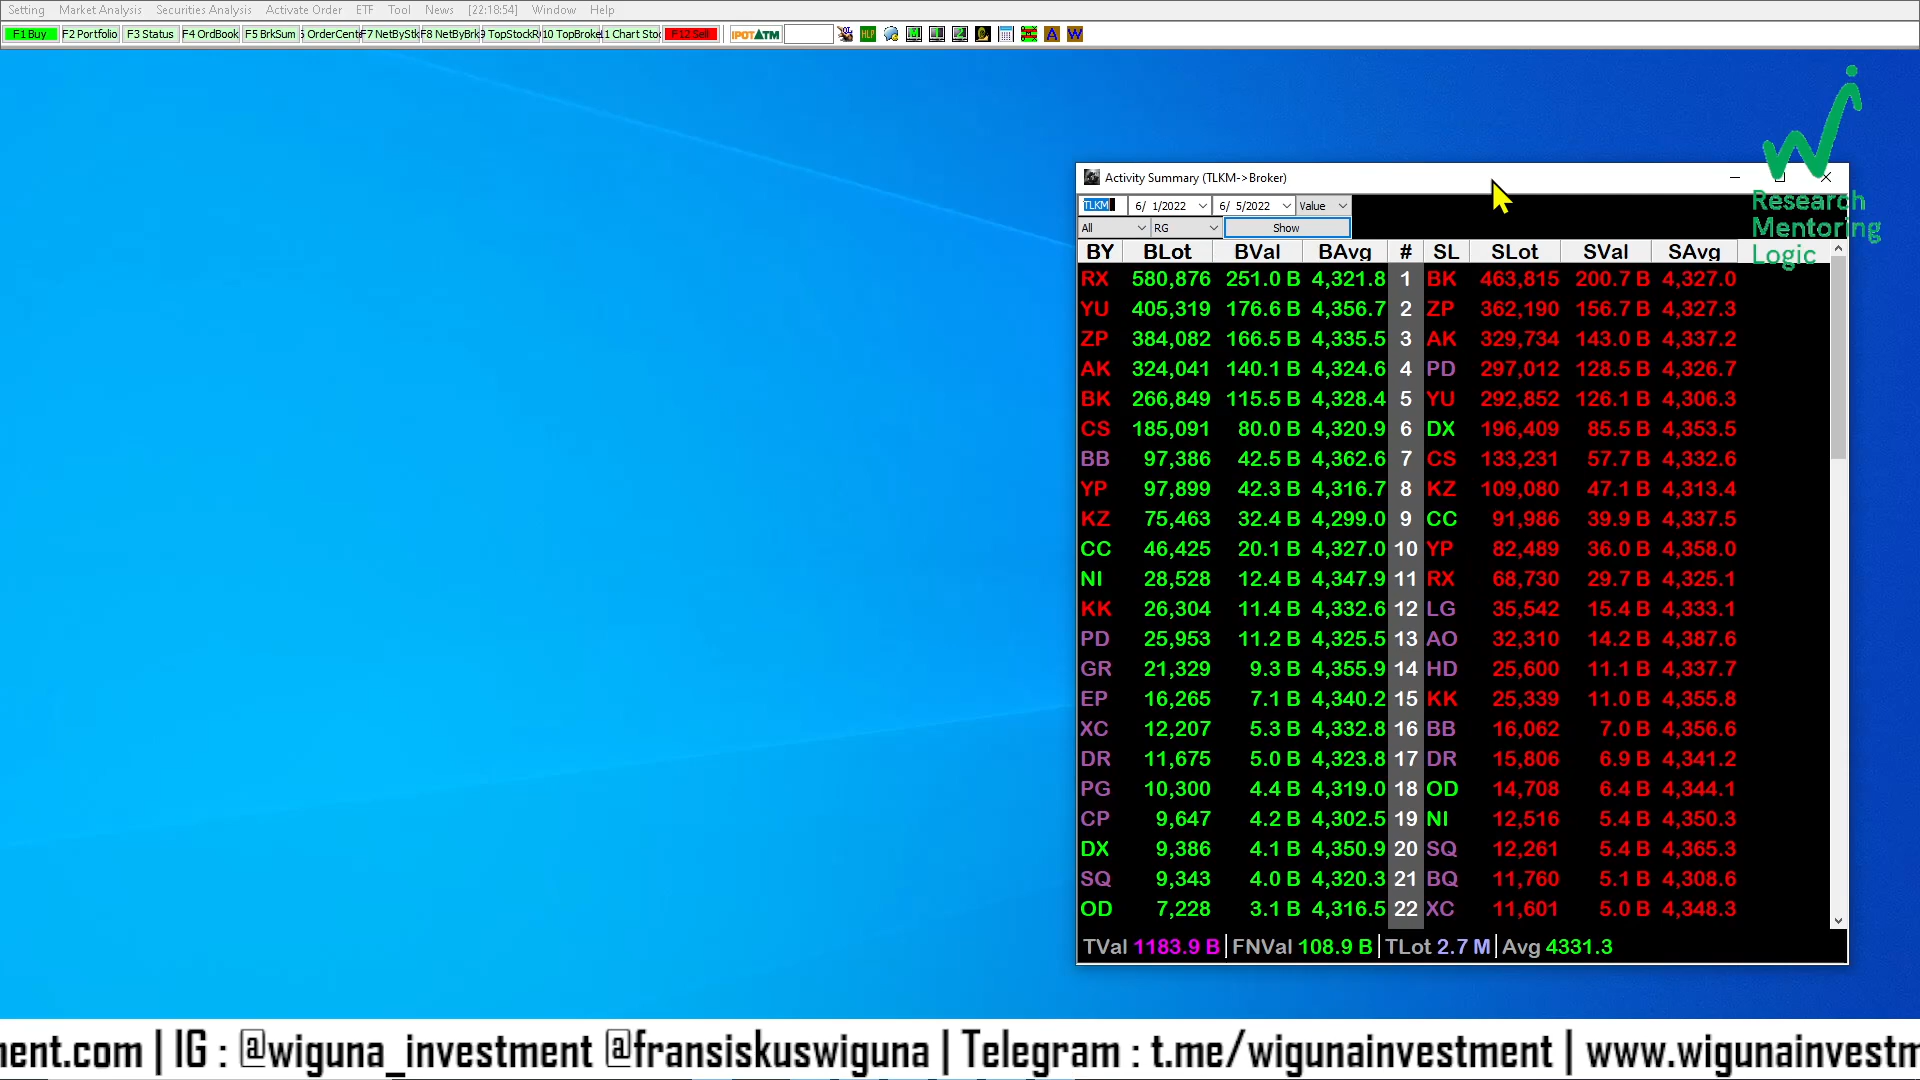 Setting Market Analysis Securities Analysis Activate Order ETF Tool News [22:18:54] Window Help
F1 Buy F2 Portfolio F3 Status F4 OrdBook F5 BrkSum OrderCent F7 NetByStk F8 NetByBrk TopStockR 10 TopBroke 1 Chart Stoc F12 Sell IPOTATM HLP A W
Research
Mentoring
Logic
Activity Summary (TLKM->Broker)
TLKM 6/ 1/2022 6/ 5/2022 Value
All RG Show
BY BLot BVal BAvg # SL SLot SVal SAvg
RX 580,876 251.0 B 4,321.8 1 BK 463,815 200.7 B 4,327.0
YU 405,319 176.6 B 4,356.7 2 ZP 362,190 156.7 B 4,327.3
ZP 384,082 166.5 B 4,335.5 3 AK 329,734 143.0 B 4,337.2
AK 324,041 140.1 B 4,324.6 4 PD 297,012 128.5 B 4,326.7
BK 266,849 115.5 B 4,328.4 5 YU 292,852 126.1 B 4,306.3
CS 185,091 80.0 B 4,320.9 6 DX 196,409 85.5 B 4,353.5
BB 97,386 42.5 B 4,362.6 7 CS 133,231 57.7 B 4,332.6
YP 97,899 42.3 B 4,316.7 8 KZ 109,080 47.1 B 4,313.4
KZ 75,463 32.4 B 4,299.0 9 CC 91,986 39.9 B 4,337.5
CC 46,425 20.1 B 4,327.0 10 YP 82,489 36.0 B 4,358.0
NI 28,528 12.4 B 4,347.9 11 RX 68,730 29.7 B 4,325.1
KK 26,304 11.4 B 4,332.6 12 LG 35,542 15.4 B 4,333.1
PD 25,953 11.2 B 4,325.5 13 AO 32,310 14.2 B 4,387.6
GR 21,329 9.3 B 4,355.9 14 HD 25,600 11.1 B 4,337.7
EP 16,265 7.1 B 4,340.2 15 KK 25,339 11.0 B 4,355.8
XC 12,207 5.3 B 4,332.8 16 BB 16,062 7.0 B 4,356.6
DR 11,675 5.0 B 4,323.8 17 DR 15,806 6.9 B 4,341.2
PG 10,300 4.4 B 4,319.0 18 OD 14,708 6.4 B 4,344.1
CP 9,647 4.2 B 4,302.5 19 NI 12,516 5.4 B 4,350.3
DX 9,386 4.1 B 4,350.9 20 SQ 12,261 5.4 B 4,365.3
SQ 9,343 4.0 B 4,320.3 21 BQ 11,760 5.1 B 4,308.6
OD 7,228 3.1 B 4,316.5 22 XC 11,601 5.0 B 4,348.3
TVal 1183.9 B | FNVal 108.9 B | TLot 2.7 M | Avg 4331.3
nent.com | IG : @wiguna_investment @fransiskuswiguna | Telegram : t.me/wigunainvestment | www.wigunainvestm